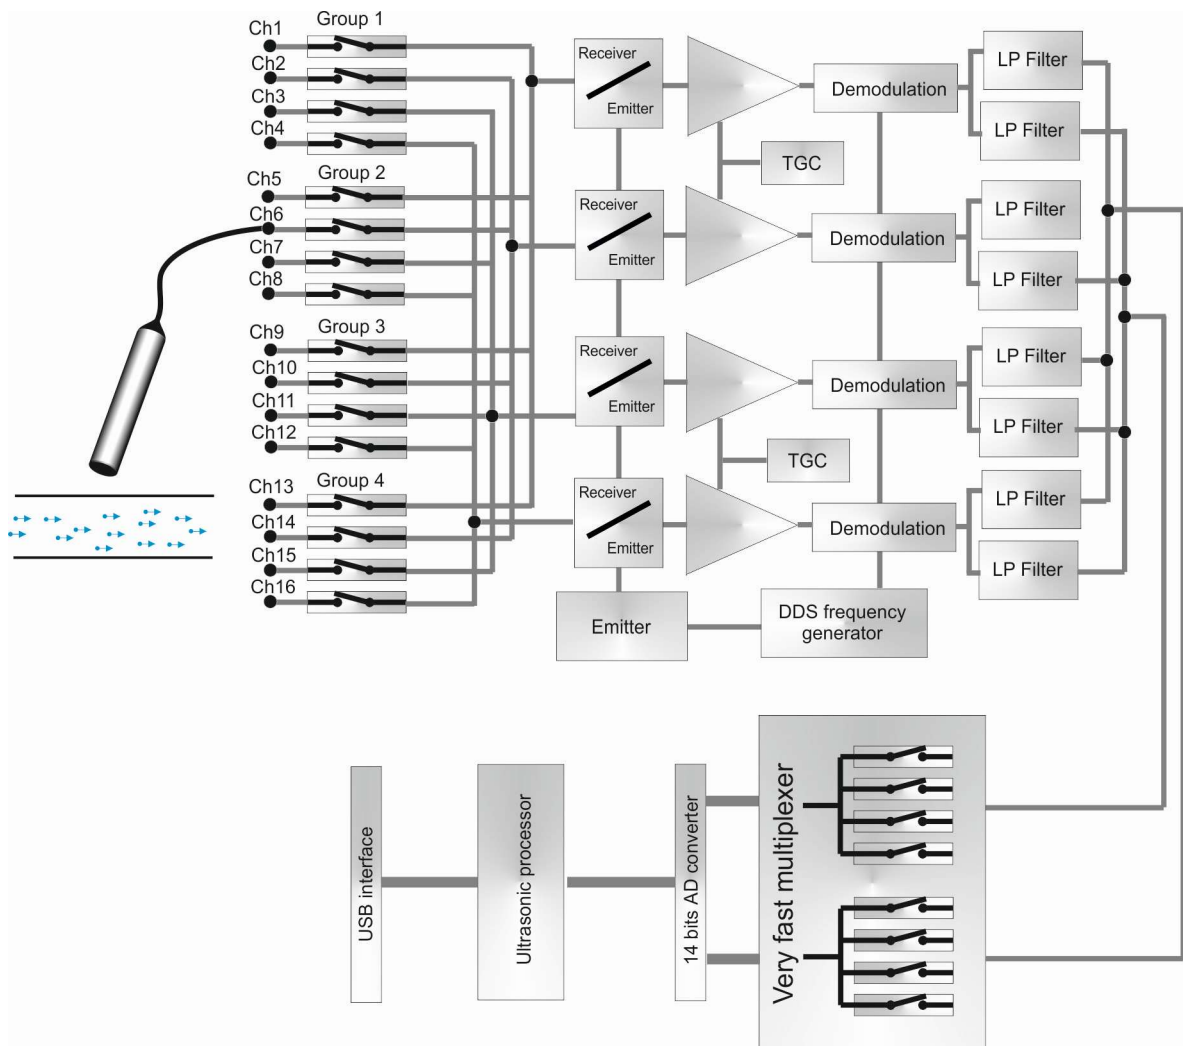 Group 1
Ch1
Ch2
Ch3
Ch4
Group 2
Ch5
Ch6
Ch7
Ch8
Group 3
Ch9
Ch10
Ch11
Ch12
Group 4
Ch13
Ch14
Ch15
Ch16
Receiver
Emitter
Demodulation
LP Filter
LP Filter
TGC
Receiver
Emitter
Demodulation
LP Filter
LP Filter
Receiver
Emitter
Demodulation
LP Filter
LP Filter
TGC
Receiver
Emitter
Demodulation
LP Filter
LP Filter
Emitter
DDS frequency
generator
USB interface
Ultrasonic processor
14 bits AD converter
Very fast multiplexer